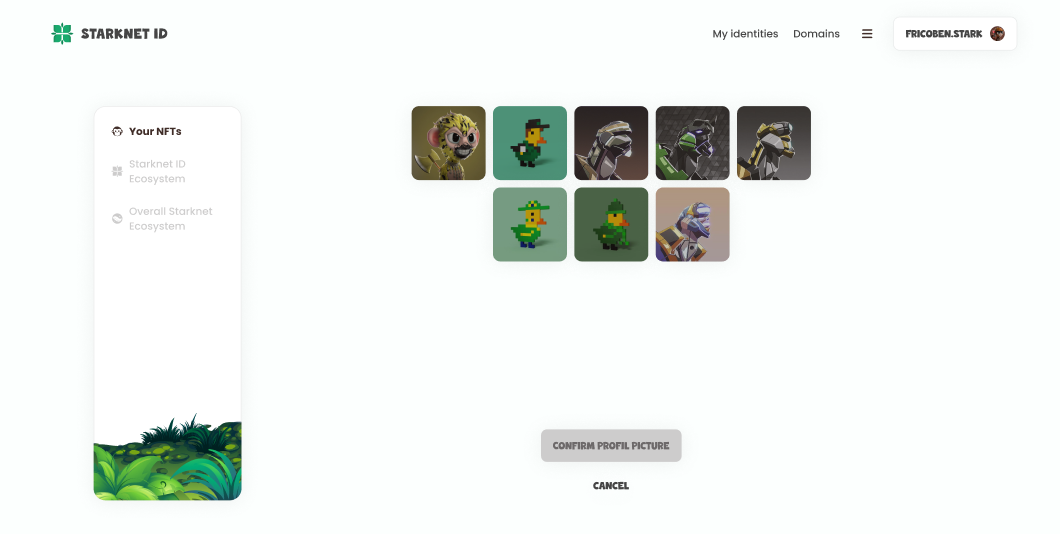 STARKNET ID
My identities
Domains
FRICOBEN.STARK
Your NFTs
Starknet ID
Ecosystem
Overall Starknet
Ecosystem
CONFIRM PROFIL PICTURE
CANCEL